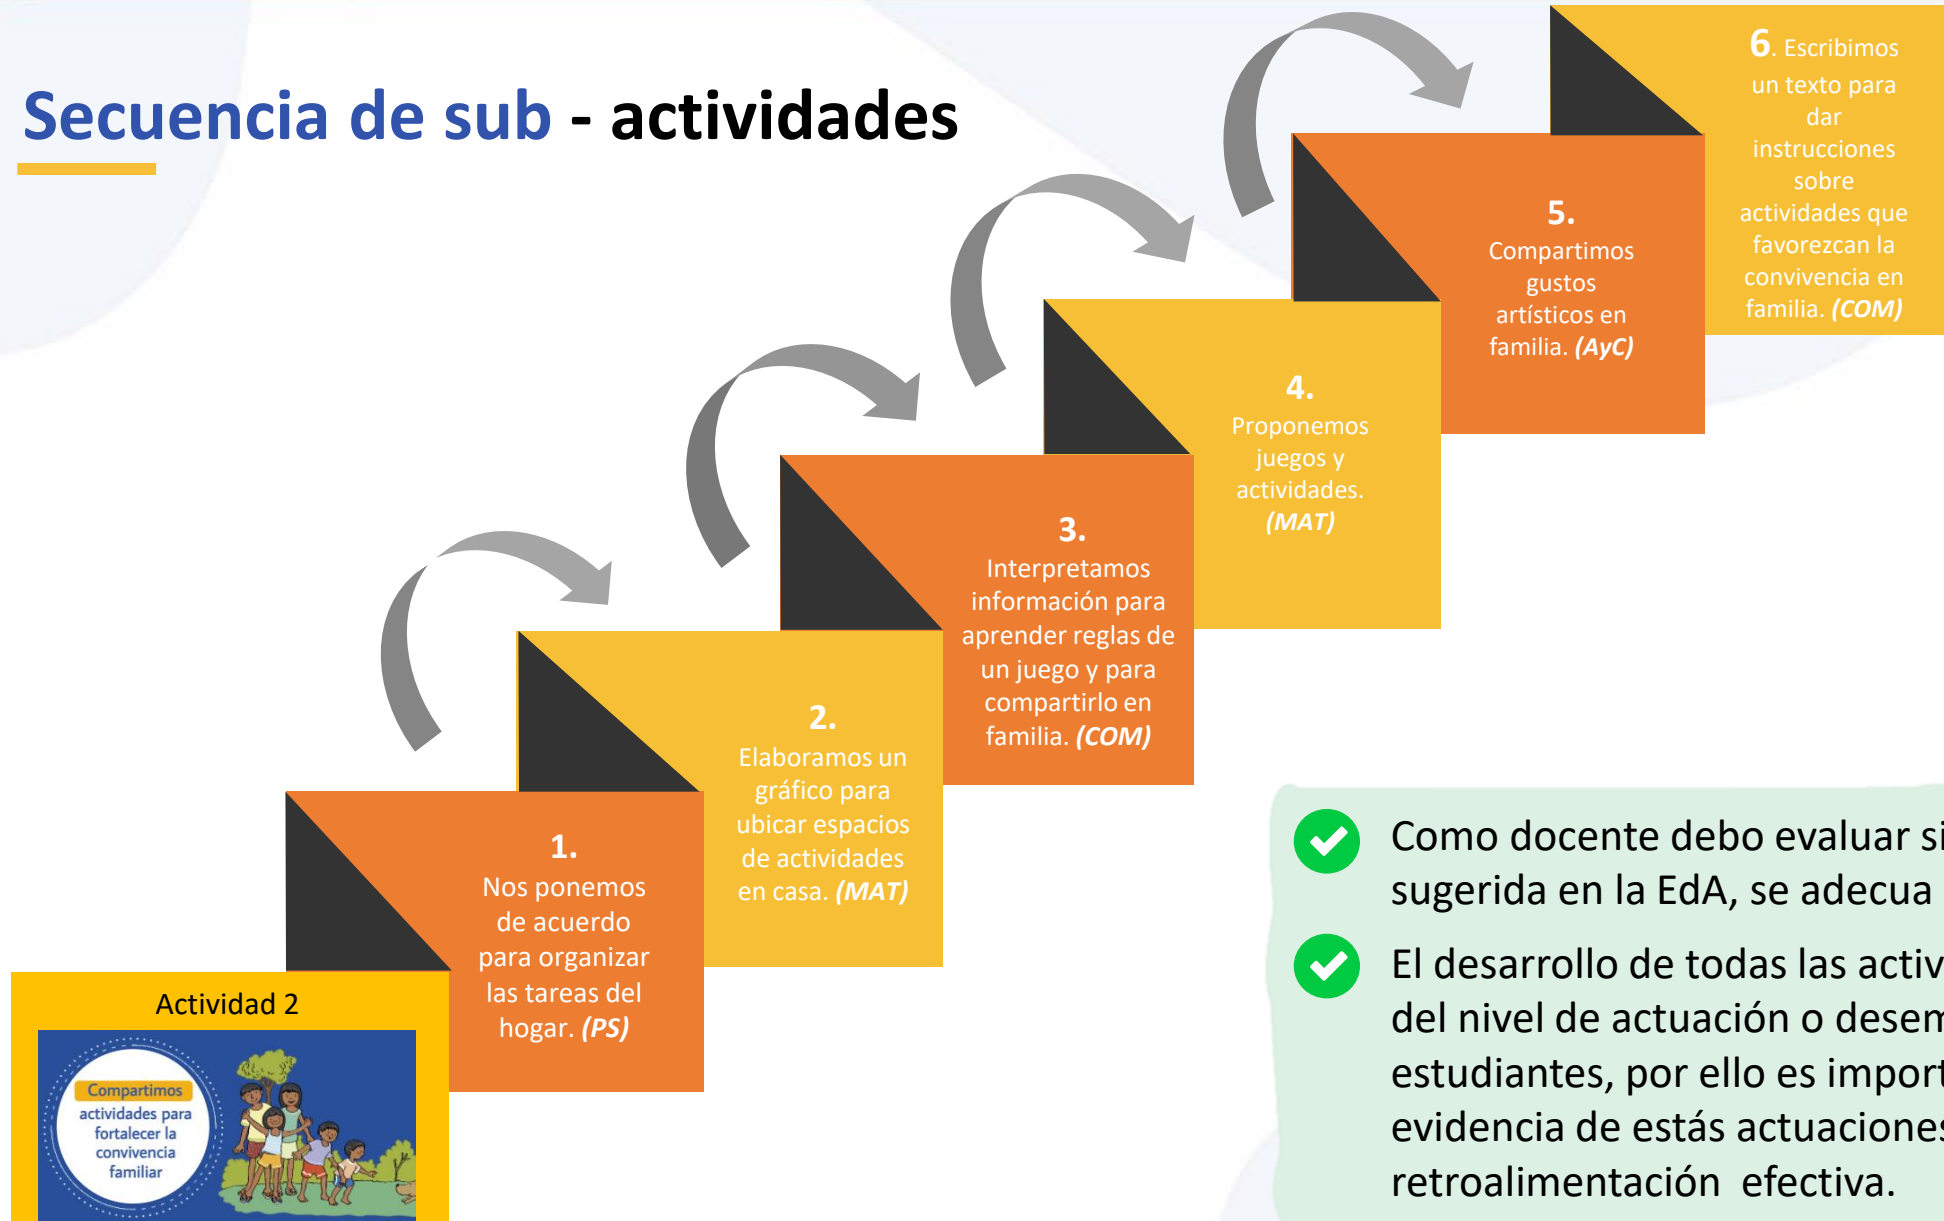 Secuencia de sub - actividades
6. Escribimos
un texto para
dar
instrucciones
sobre
actividades que
favorezcan la
convivencia en
familia. (COM)
5.
Compartimos
gustos
artísticos en
familia. (AyC)
4.
Proponemos
juegos y
actividades.
(MAT)
3.
Interpretamos
información para
aprender reglas de
un juego y para
compartirlo en
familia. (COM)
2.
Elaboramos un
gráfico para
ubicar espacios
de actividades
en casa. (MAT)
1.
Nos ponemos
de acuerdo
para organizar
las tareas del
hogar. (PS)
Actividad 2
Compartimos
actividades para
fortalecer la
convivencia
familiar
Como docente debo evaluar si
sugerida en la EdA, se adecua
El desarrollo de todas las activ
del nivel de actuación o desem
estudiantes, por ello es import
evidencia de estás actuaciones
retroalimentación efectiva.